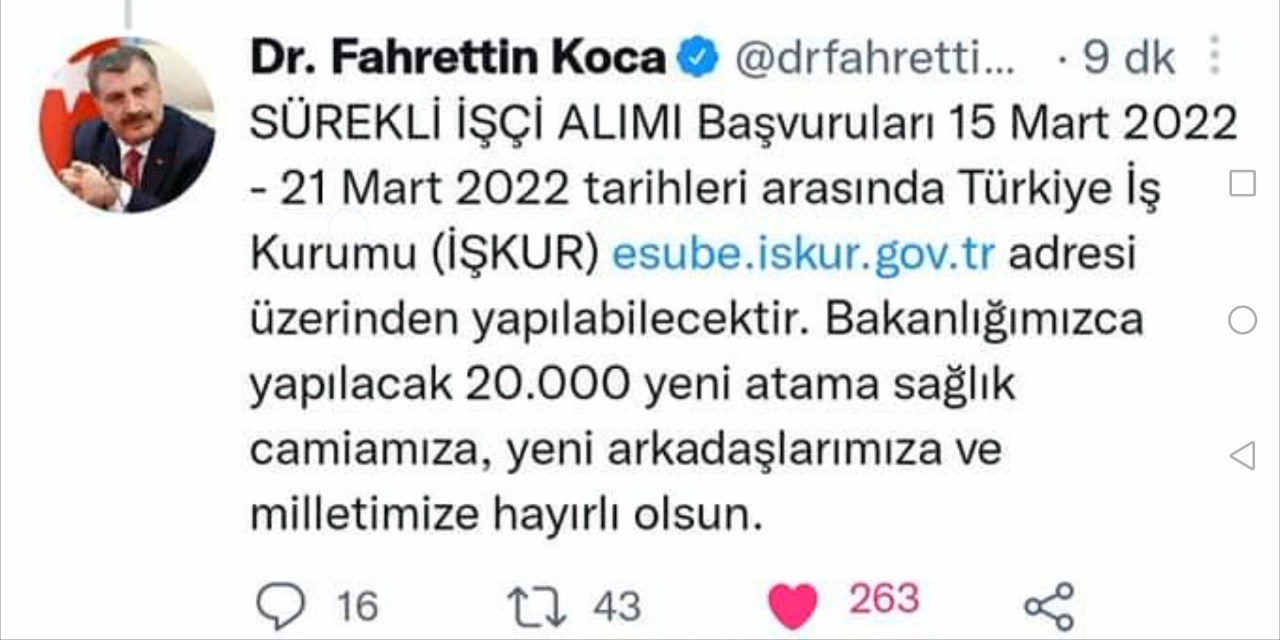 Dr. Fahrettin Koca @drfahretti... · 9 dk
SÜREKLİ İŞÇİ ALIMI Başvuruları 15 Mart 2022
- 21 Mart 2022 tarihleri arasında Türkiye İş
Kurumu (İŞKUR) esube.iskur.gov.tr adresi
üzerinden yapılabilecektir. Bakanlığımızca
yapılacak 20.000 yeni atama sağlık
camiamıza, yeni arkadaşlarımıza ve
milletimize hayırlı olsun.
16 43 263